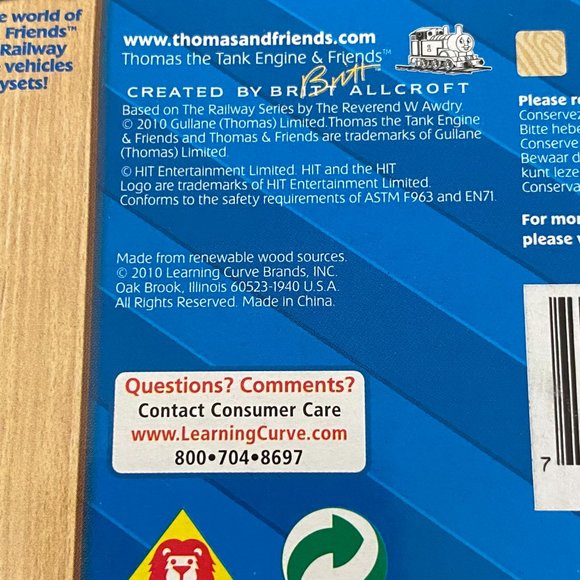 e world of
Friends™
Railway
vehicles
ysets!
www.thomasandfriends.com
Thomas the Tank Engine & Friends™
Britt
CREATED BY BRITT ALLCROFT
Based on The Railway Series by The Reverend W Awdry.
© 2010 Gullane (Thomas) Limited.Thomas the Tank Engine
& Friends and Thomas & Friends are trademarks of Gullane
(Thomas) Limited.
© HIT Entertainment Limited. HIT and the HIT
Logo are trademarks of HIT Entertainment Limited.
Conforms to the safety requirements of ASTM F963 and EN71.
Made from renewable wood sources.
© 2010 Learning Curve Brands, INC.
Oak Brook, Illinois 60523-1940 U.S.A.
All Rights Reserved. Made in China.
Questions? Comments?
Contact Consumer Care
www.LearningCurve.com
800•704•8697
Please re
Conservez
Bitte hebe
Conserve
Bewaar d
kunt leze
Conserva
For mor
please v
7